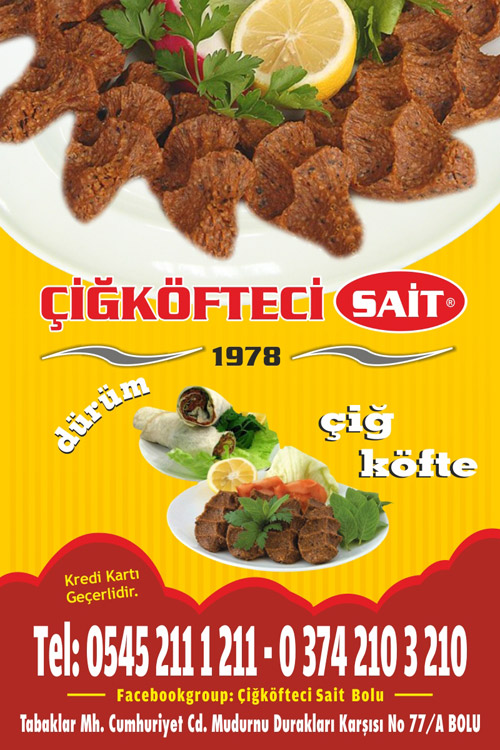 ÇİĞKÖFTECİ SAİT®
1978
dürüm
çiğ
köfte
Kredi Kartı
Geçerlidir.
Tel: 0545 211 1 211 - 0 374 210 3 210
Facebookgroup: Çiğköfteci Sait Bolu
Tabaklar Mh. Cumhuriyet Cd. Mudurnu Durakları Karşısı No 77/A BOLU